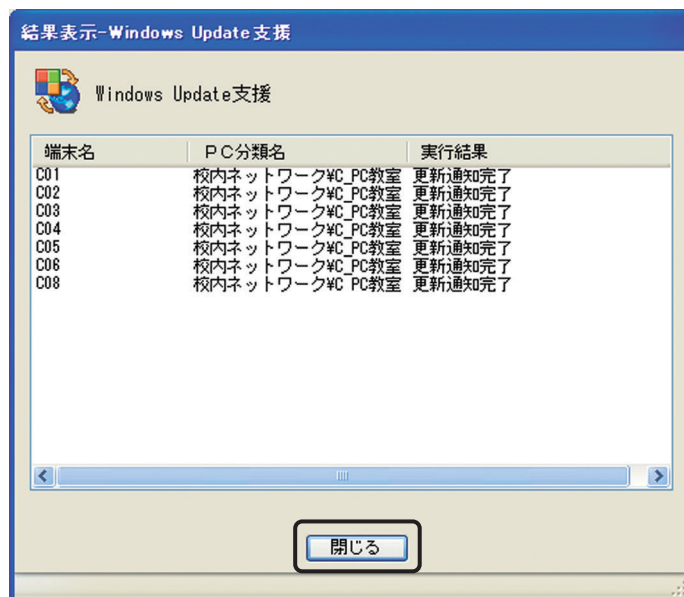 結果表示-Windows Update支援
Windows Update支援
端末名 PC分類名 実行結果
C01 校内ネットワーク¥C_PC教室 更新通知完了
C02 校内ネットワーク¥C_PC教室 更新通知完了
C03 校内ネットワーク¥C_PC教室 更新通知完了
C04 校内ネットワーク¥C_PC教室 更新通知完了
C05 校内ネットワーク¥C_PC教室 更新通知完了
C06 校内ネットワーク¥C_PC教室 更新通知完了
C08 校内ネットワーク¥C_PC教室 更新通知完了
閉じる